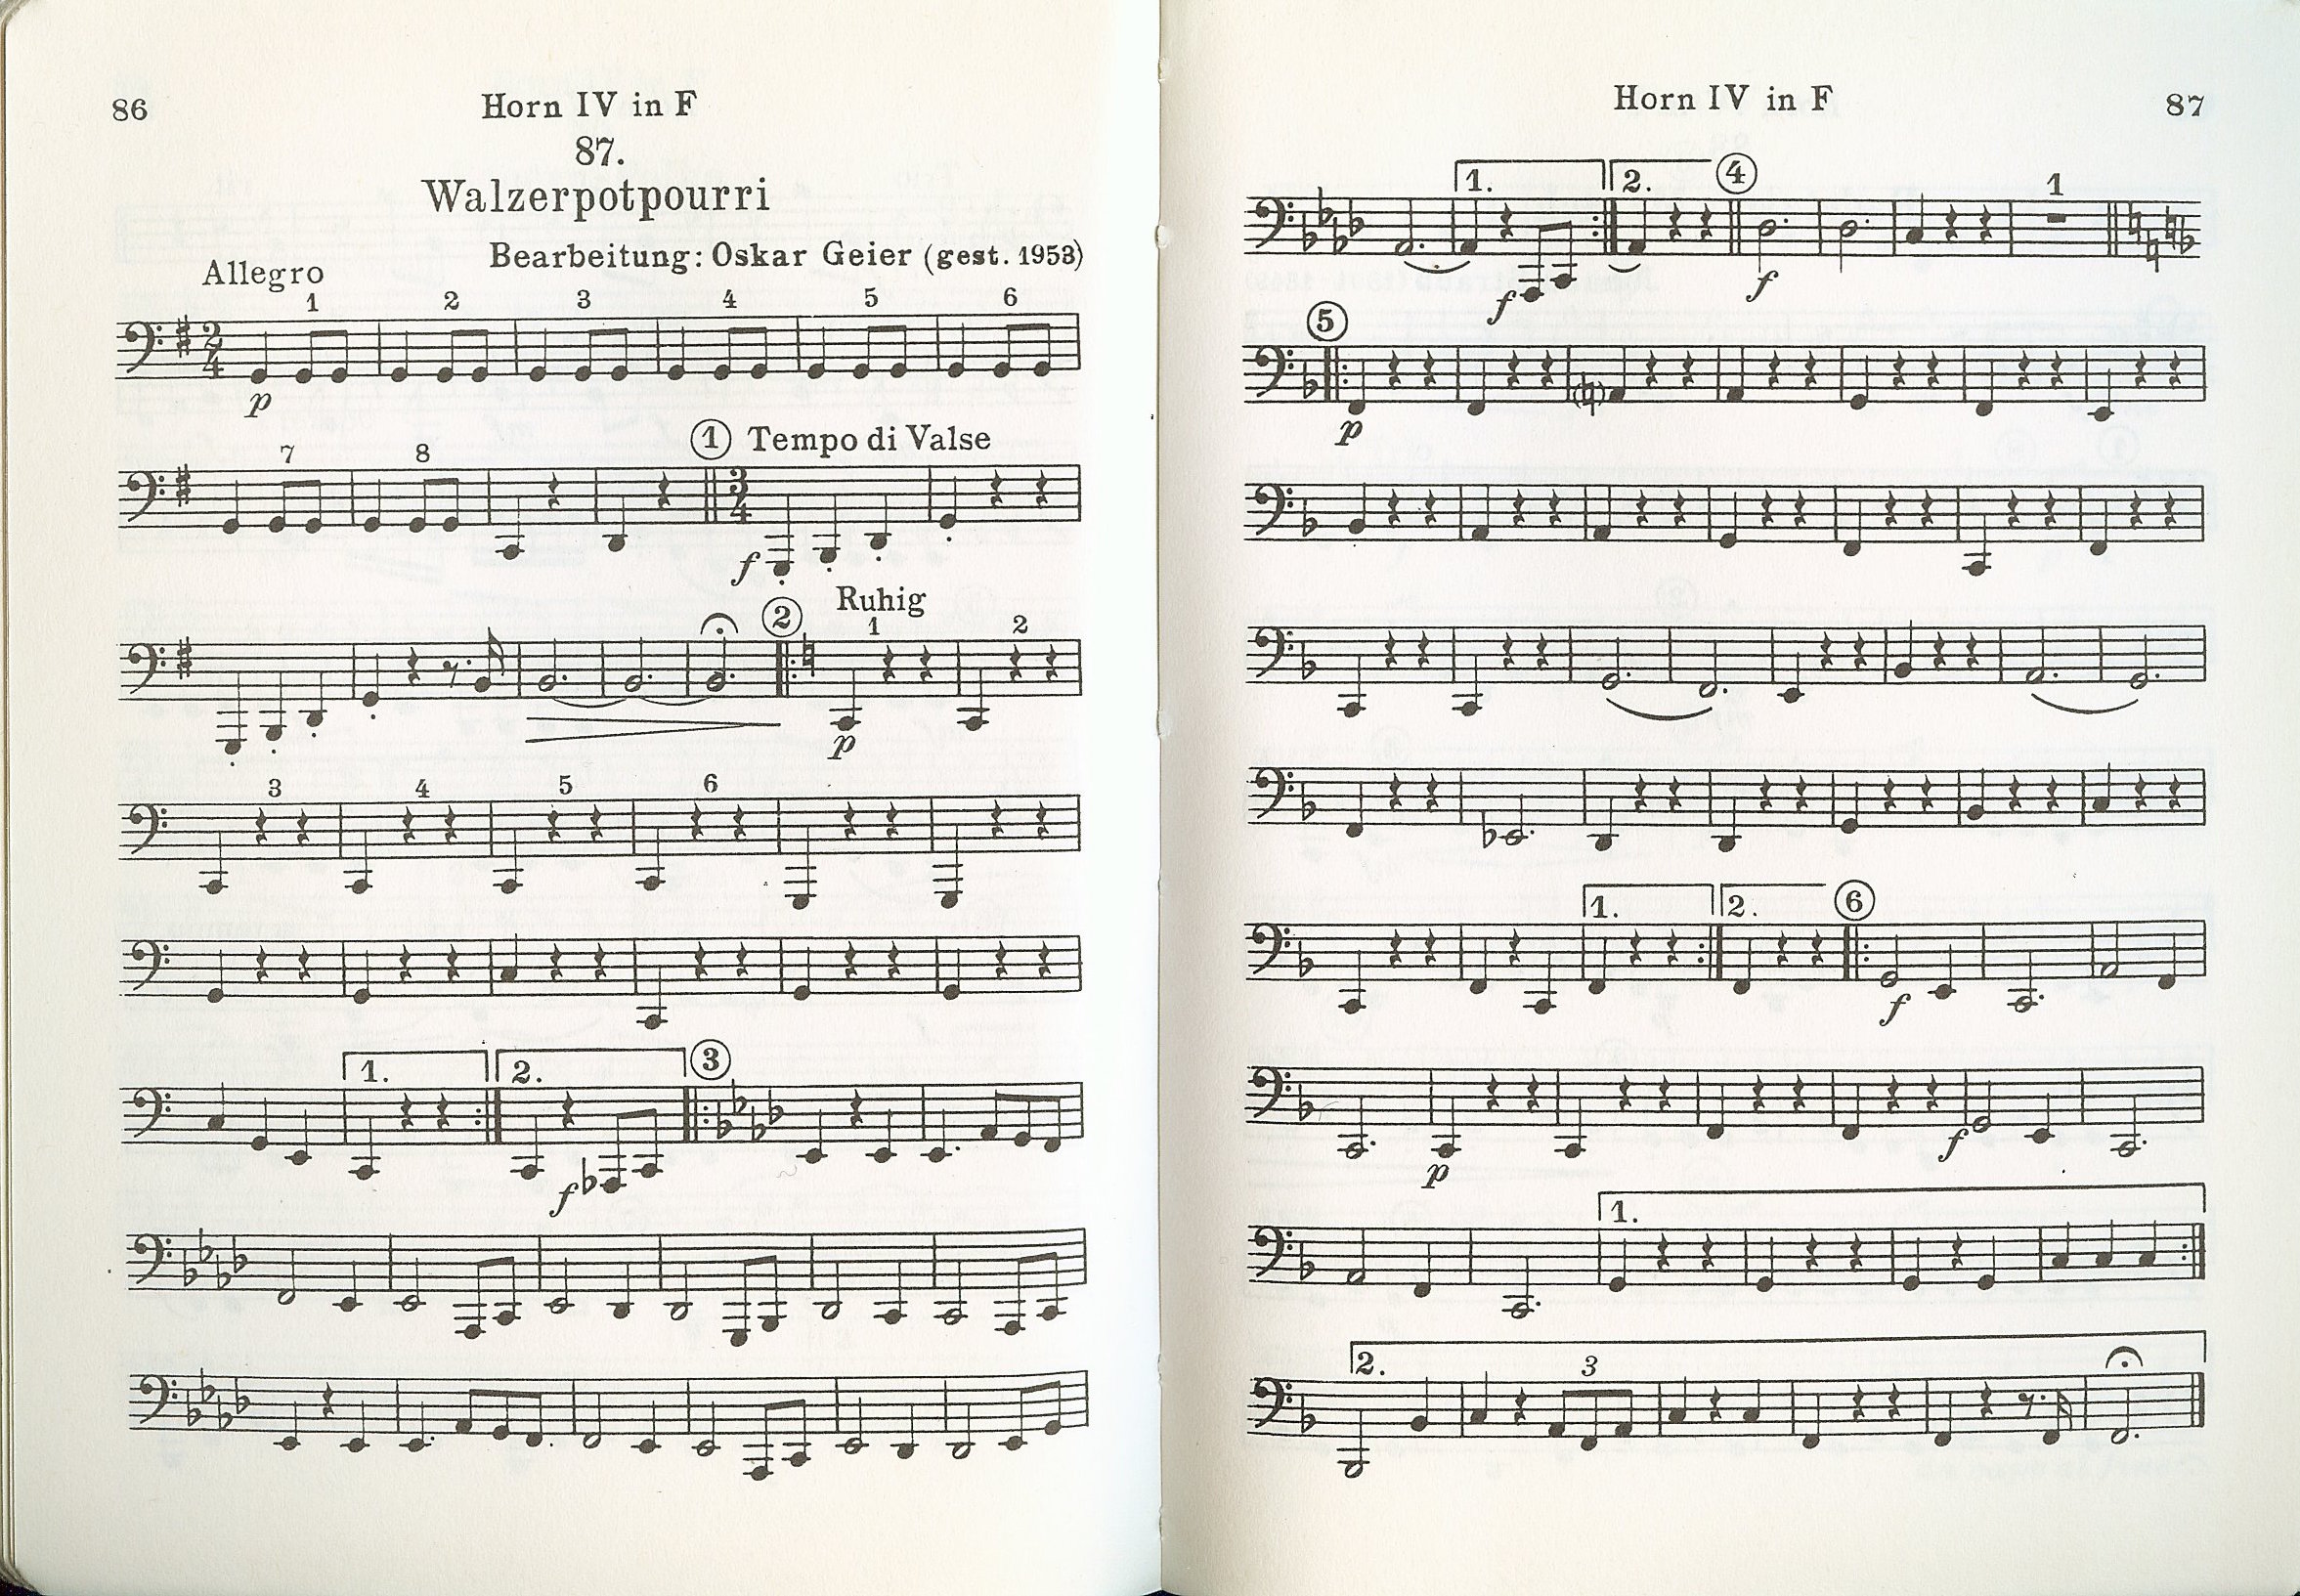 86
Horn IV in F
87.
Walzerpotpourri
Bearbeitung: Oskar Geier (gest. 1953)
Allegro
1 2 3 4 5 6
2 4
p
1 Tempo di Valse
7 8
3 4
f
2 Ruhig
1 2
p
3 4 5 6
1. 2. 3
f
Horn IV in F
87
1. 2. 4 1
f f
5
p
1. 2. 6
f
p f
1.
2. 3